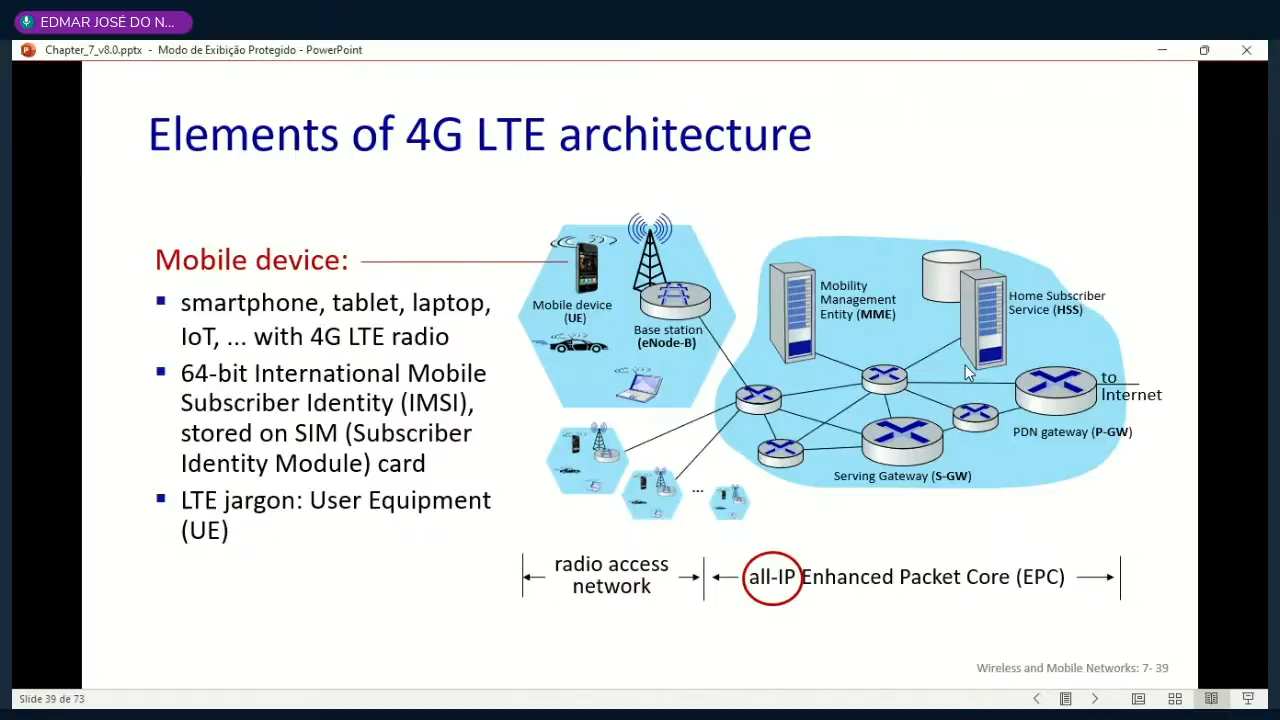 EDMAR JOSÉ DO N...
Chapter_7_v8.0.pptx - Modo de Exibição Protegido - PowerPoint
Elements of 4G LTE architecture
Mobile device:
▪ smartphone, tablet, laptop,
IoT, ... with 4G LTE radio
▪ 64-bit International Mobile
Subscriber Identity (IMSI),
stored on SIM (Subscriber
Identity Module) card
▪ LTE jargon: User Equipment
(UE)
Mobile device
(UE)
Base station
(eNode-B)
Mobility
Management
Entity (MME)
Home Subscriber
Service (HSS)
to
Internet
PDN gateway (P-GW)
Serving Gateway (S-GW)
...
radio access
network
all-IP Enhanced Packet Core (EPC)
Wireless and Mobile Networks: 7- 39
Slide 39 de 73